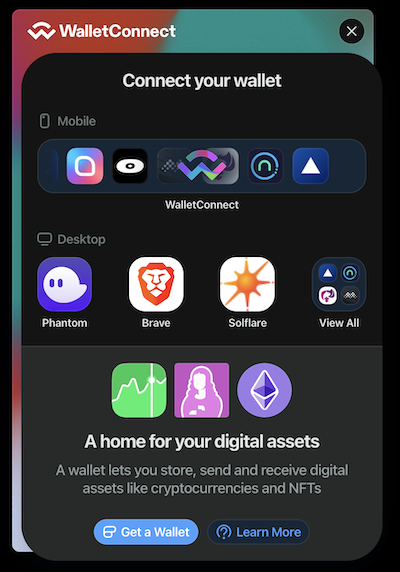 WalletConnect
Connect your wallet
Mobile
WalletConnect
Desktop
Phantom
Brave
Solflare
View All
A home for your digital assets
A wallet lets you store, send and receive digital
assets like cryptocurrencies and NFTs
Get a Wallet
Learn More